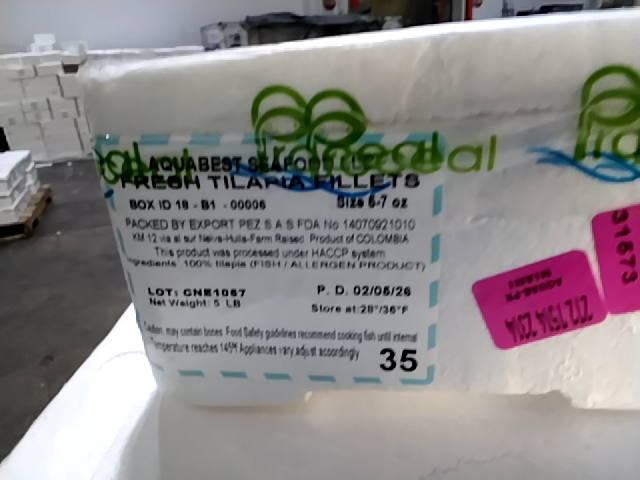 AQUABEST SEAFOOD
FRESH TILAPIA FILLETS
BOX ID 18 - B1 - 00006 Size 5-7 oz
PACKED BY EXPORT PEZ S A S FDA No 14070921010
KM 12 via al sur Neiva-Huila-Farm Raised. Product of COLOMBIA
This product was processed under HACCP system
Ingredients: 100% tilapia (FISH / ALLERGEN PRODUCT)
LOT: CNE1067 P. D. 02/05/26
Net Weight: 5 LB Store at:28°/36°F
Caution, may contain bones. Food Safety guidelines recommend cooking fish until internal
Temperature reaches 145°f Appliances vary,adjust accordingly
35
31673